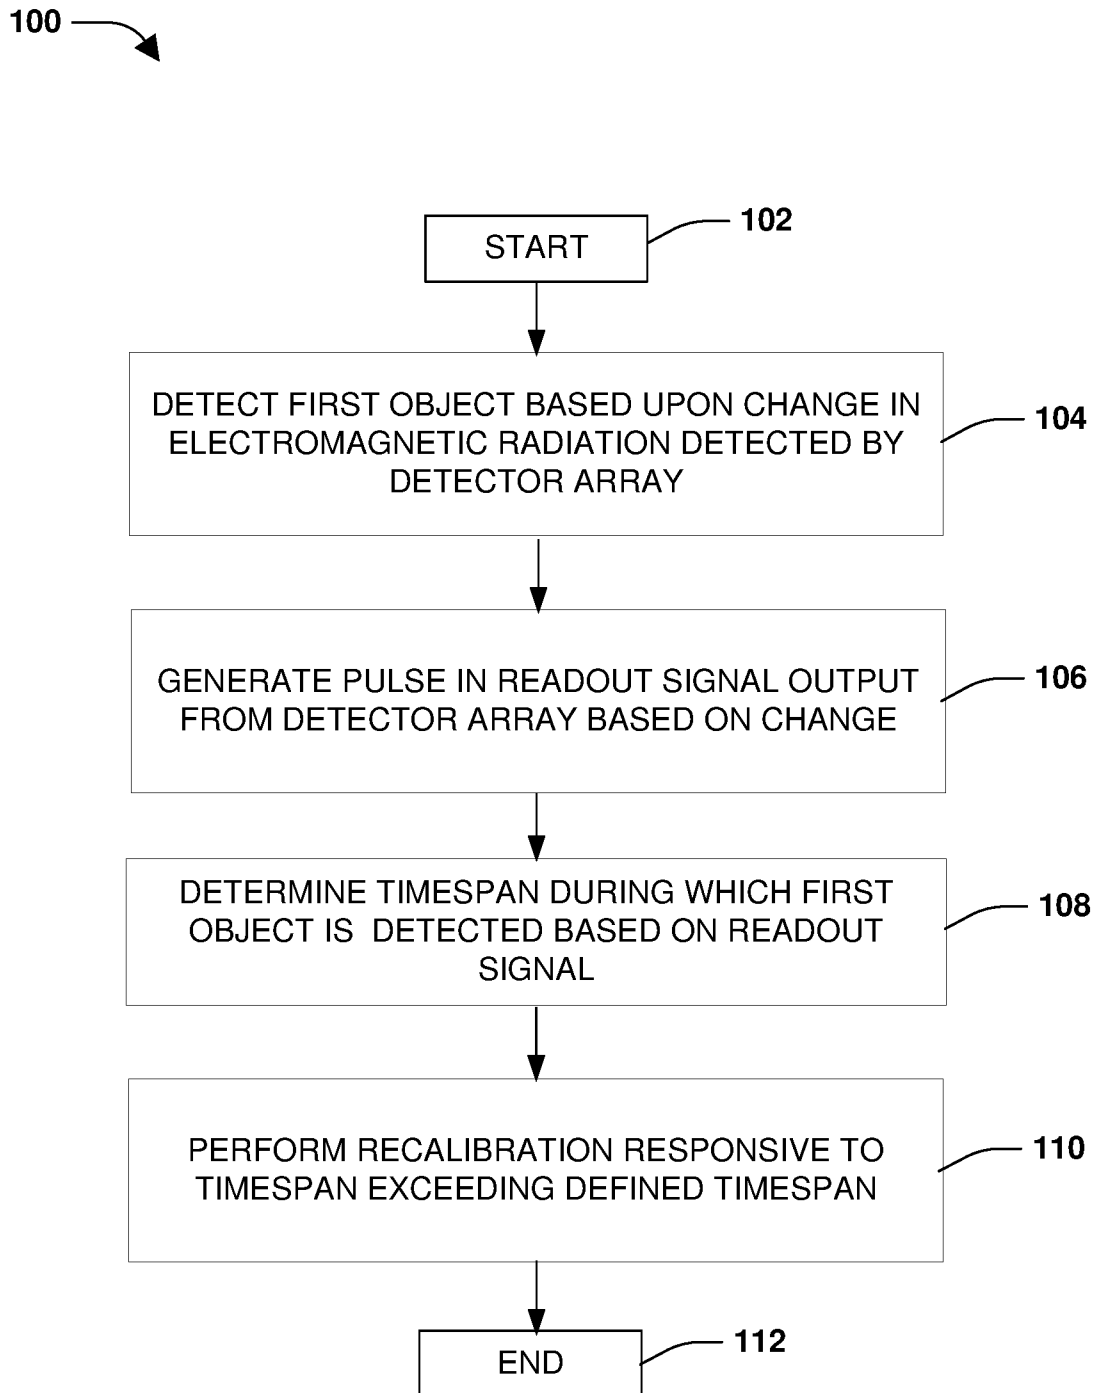 100
START
102
DETECT FIRST OBJECT BASED UPON CHANGE IN
ELECTROMAGNETIC RADIATION DETECTED BY
DETECTOR ARRAY
104
GENERATE PULSE IN READOUT SIGNAL OUTPUT
FROM DETECTOR ARRAY BASED ON CHANGE
106
DETERMINE TIMESPAN DURING WHICH FIRST
OBJECT IS DETECTED BASED ON READOUT
SIGNAL
108
PERFORM RECALIBRATION RESPONSIVE TO
TIMESPAN EXCEEDING DEFINED TIMESPAN
110
END
112